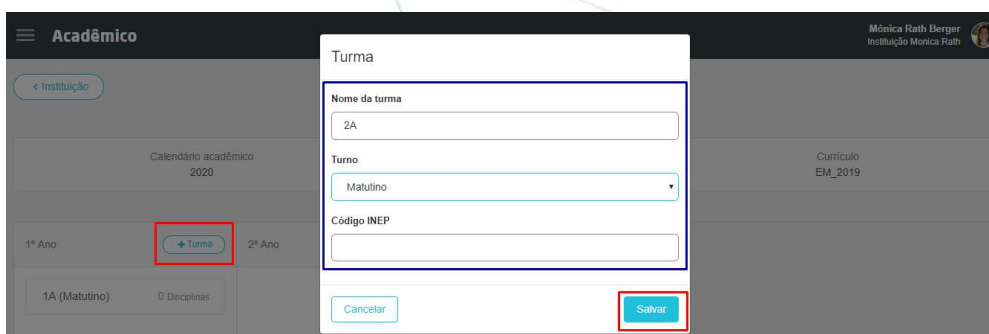 Acadêmico
Mónica Rath Berger
Instituição Monica Rath
< Instituição
Calendário acadêmico
2020
Currículo
EM_2019
1º Ano
+ Turma
2º Ano
1A (Matutino)
0 Disciplinas
Turma
Nome da turma
2A
Turno
Matutino
Código INEP
Cancelar
Salvar